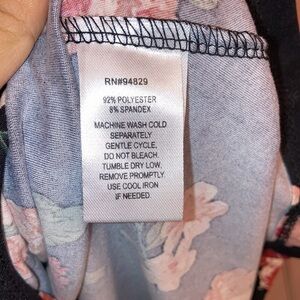 RN#94829
92% POLYESTER
8% SPANDEX
MACHINE WASH COLD
SEPARATELY
GENTLE CYCLE.
DO NOT BLEACH.
TUMBLE DRY LOW.
REMOVE PROMPTLY.
USE COOL IRON
IF NEEDED.